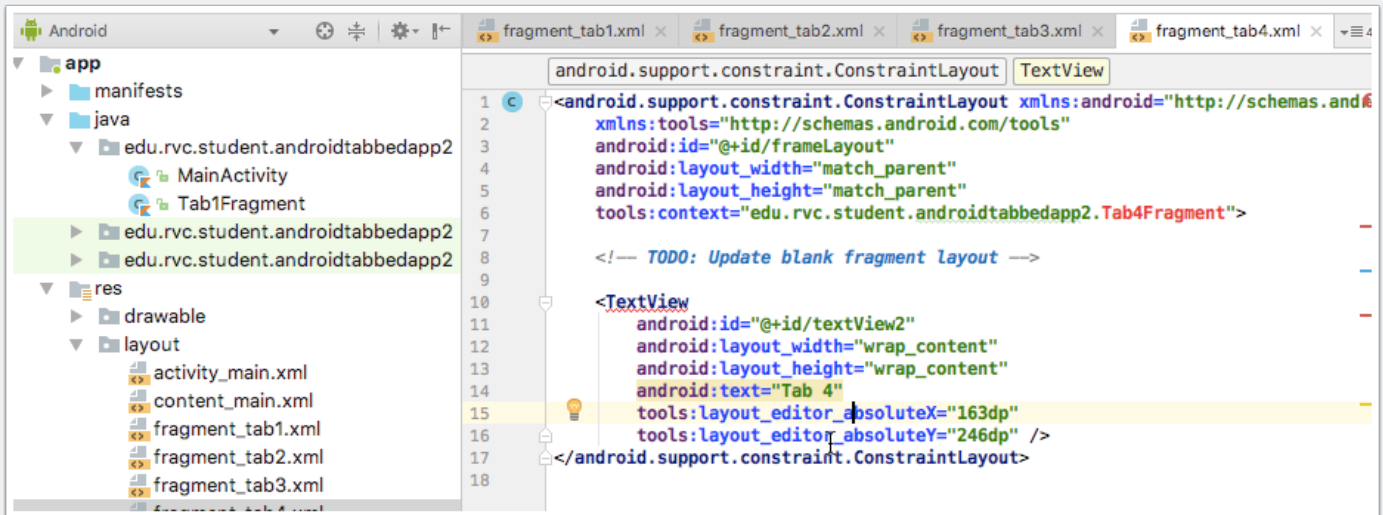 Android
app
manifests
java
edu.rvc.student.androidtabbedapp2
MainActivity
Tab1Fragment
edu.rvc.student.androidtabbedapp2
edu.rvc.student.androidtabbedapp2
res
drawable
layout
activity_main.xml
content_main.xml
fragment_tab1.xml
fragment_tab2.xml
fragment_tab3.xml
fragment_tab4.xml
fragment_tab1.xml fragment_tab2.xml fragment_tab3.xml fragment_tab4.xml 4
android.support.constraint.ConstraintLayout TextView
1 C <android.support.constraint.ConstraintLayout xmlns:android="http://schemas.andr
2 xmlns:tools="http://schemas.android.com/tools"
3 android:id="@+id/frameLayout"
4 android:layout_width="match_parent"
5 android:layout_height="match_parent"
6 tools:context="edu.rvc.student.androidtabbedapp2.Tab4Fragment">
7
8 <!-- TODO: Update blank fragment layout -->
9
10 <TextView
11 android:id="@+id/textView2"
12 android:layout_width="wrap_content"
13 android:layout_height="wrap_content"
14 android:text="Tab 4"
15 tools:layout_editor_absoluteX="163dp"
16 tools:layout_editor_absoluteY="246dp" />
17 </android.support.constraint.ConstraintLayout>
18